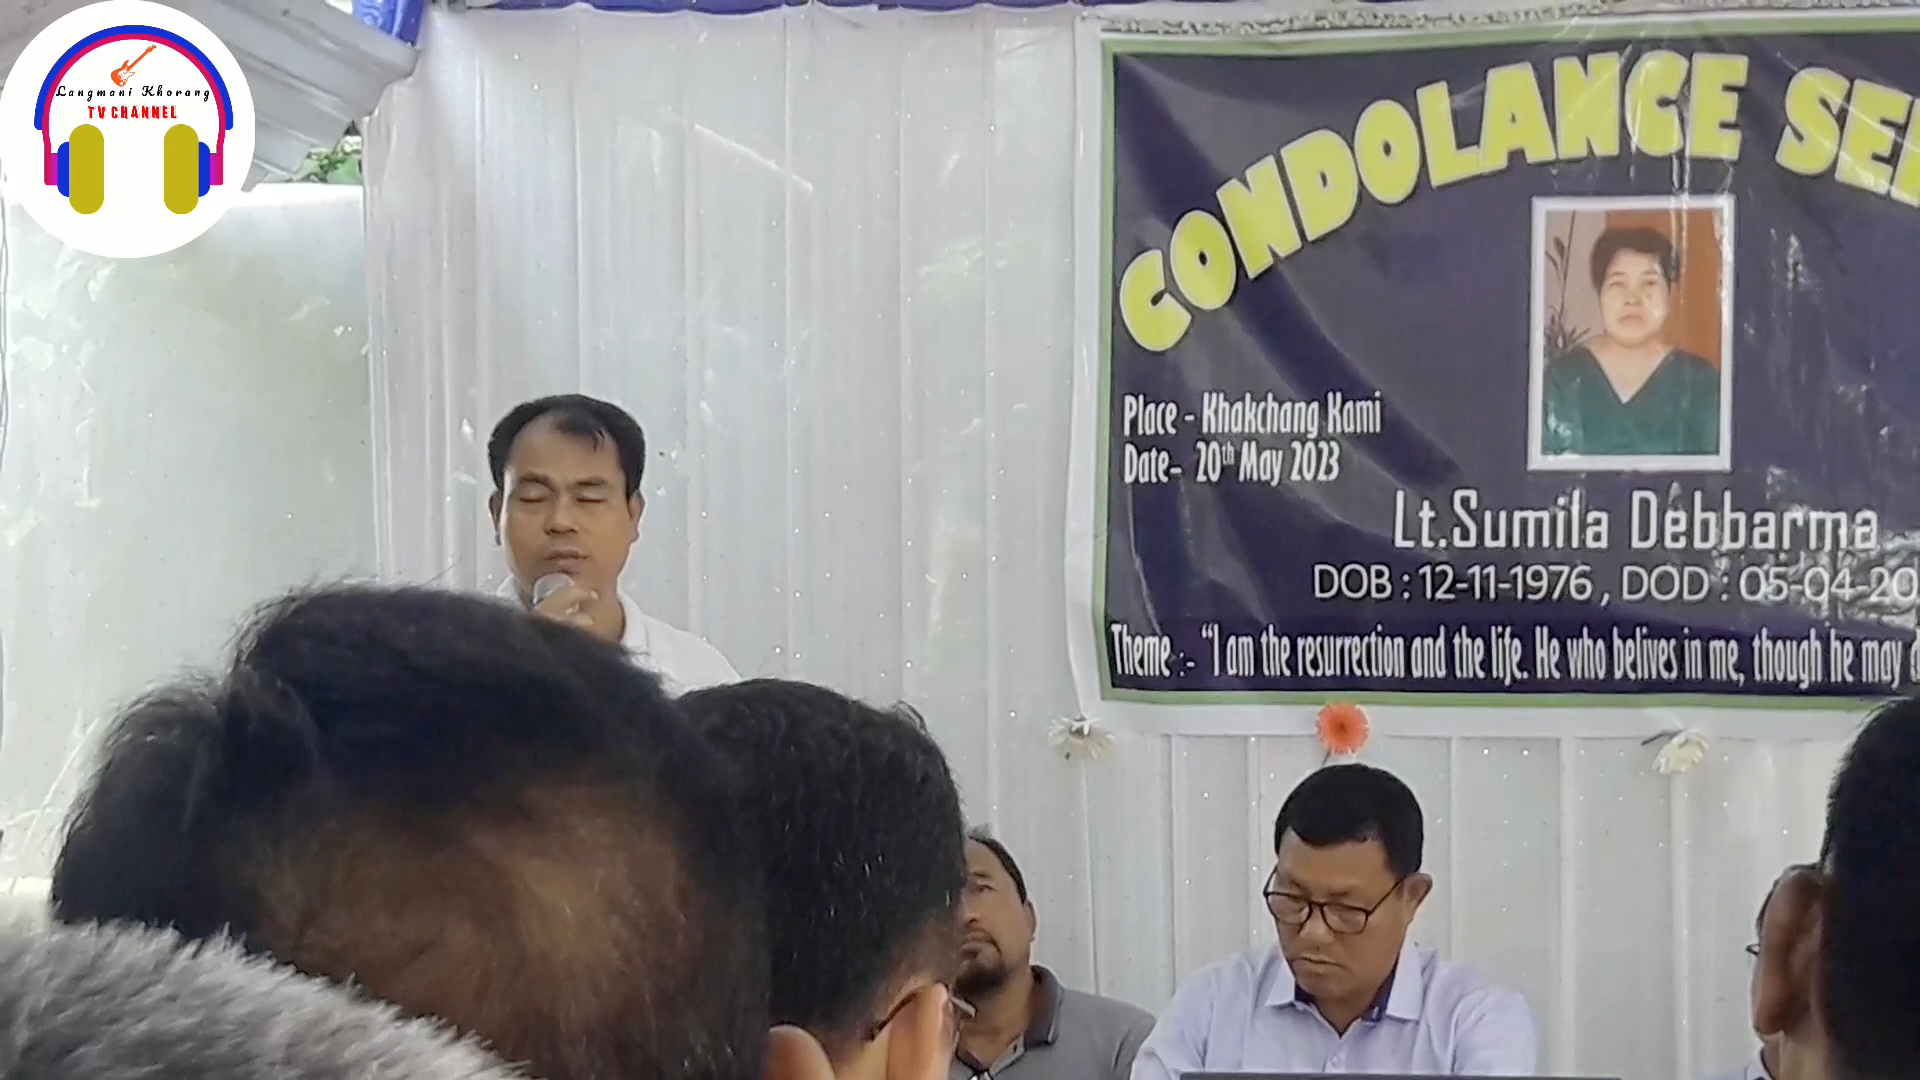 Langmani Khorang
TV CHANNEL
CONDOLANCE
Place - Khakchang Kami
Date- 20th May 2023
Lt.Sumila Debbarma
DOB : 12-11-1976 , DOD : 05-04-20
Theme :- "I am the resurrection and the life. He who belives in me, though he may